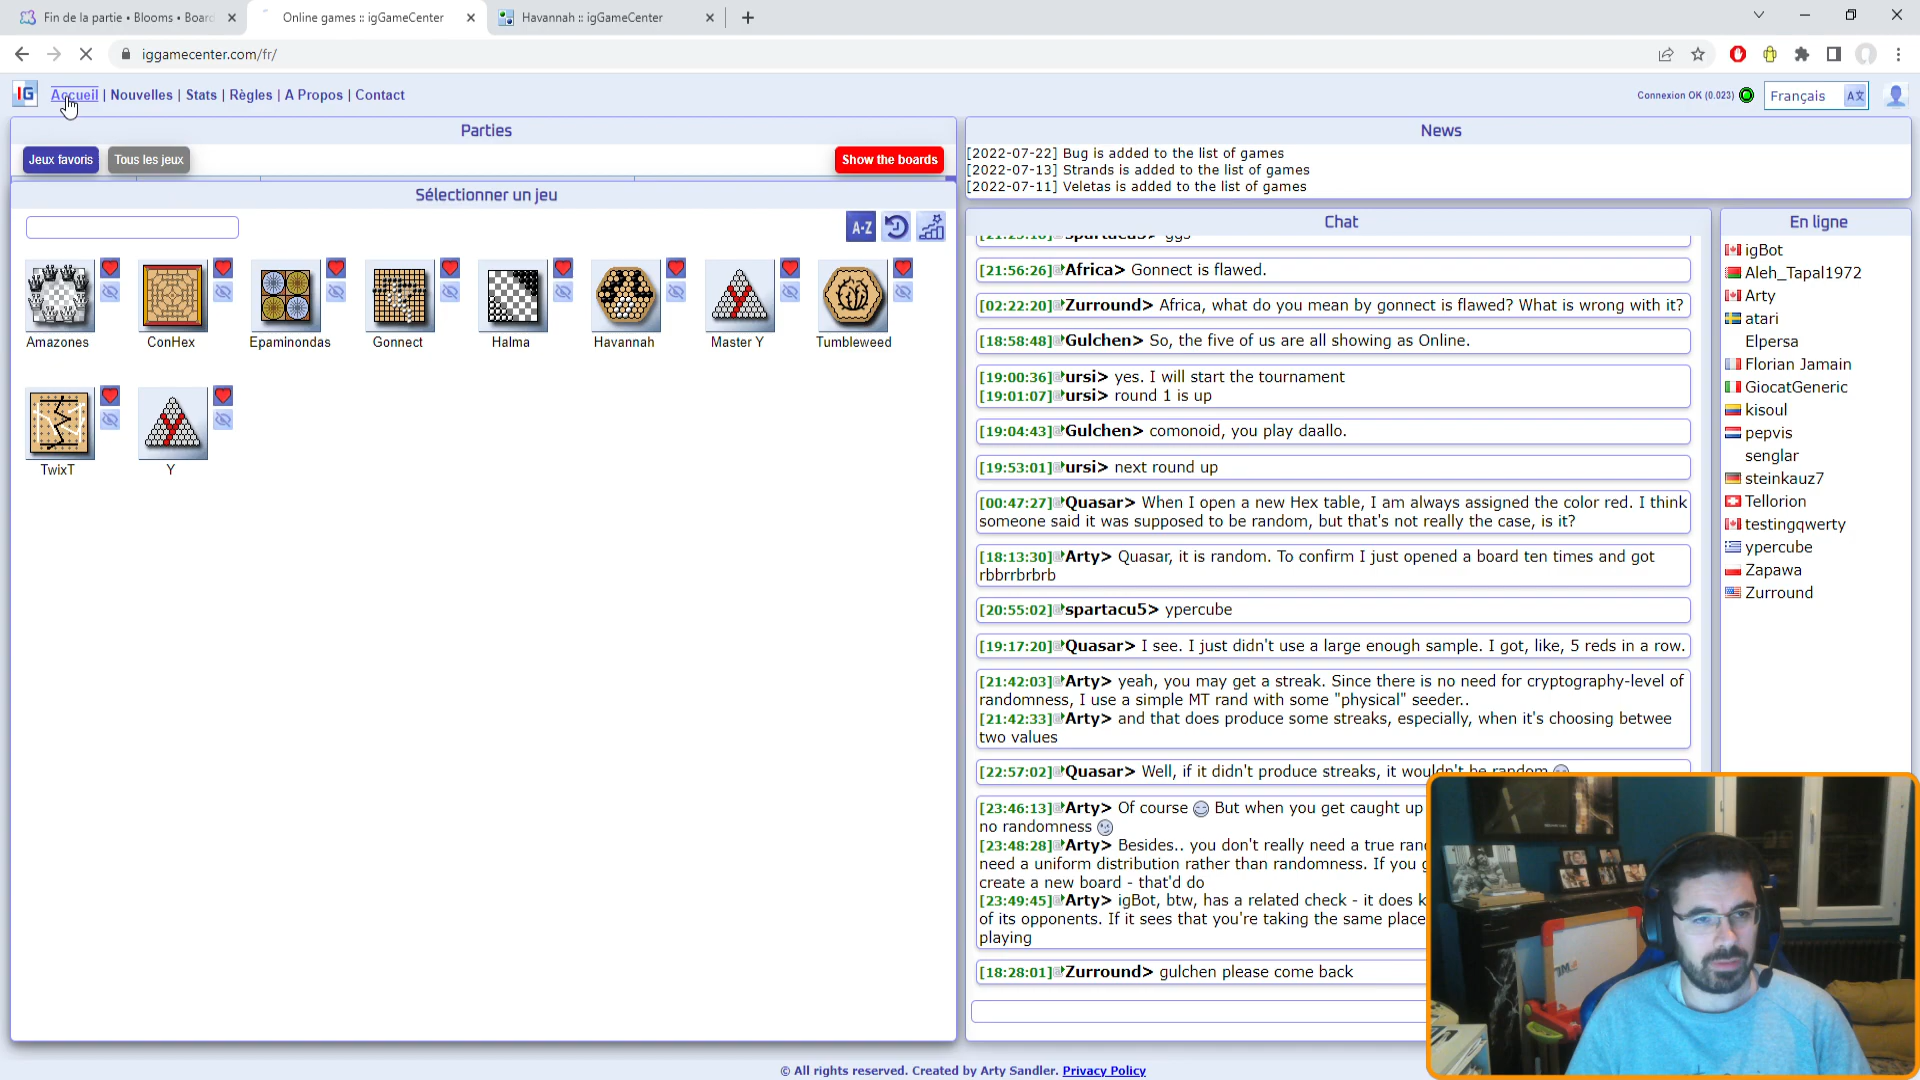 Fin de la partie • Blooms • Board
Online games :: igGameCenter
Havannah :: igGameCenter
iggamecenter.com/fr/
IG Accueil | Nouvelles | Stats | Règles | A Propos | Contact
Connexion OK (0.023)
Français
Parties
Jeux favoris
Tous les jeux
Show the boards
Sélectionner un jeu
A-Z
Amazones
ConHex
Epaminondas
Gonnect
Halma
Havannah
Master Y
Tumbleweed
TwixT
Y
News
[2022-07-22] Bug is added to the list of games
[2022-07-13] Strands is added to the list of games
[2022-07-11] Veletas is added to the list of games
Chat
ggs
[21:56:26] Africa> Gonnect is flawed.
[02:22:20] Zurround> Africa, what do you mean by gonnect is flawed? What is wrong with it?
[18:58:48] Gulchen> So, the five of us are all showing as Online.
[19:00:36] ursi> yes. I will start the tournament
[19:01:07] ursi> round 1 is up
[19:04:43] Gulchen> comonoid, you play daallo.
[19:53:01] ursi> next round up
[00:47:27] Quasar> When I open a new Hex table, I am always assigned the color red. I think
someone said it was supposed to be random, but that's not really the case, is it?
[18:13:30] Arty> Quasar, it is random. To confirm I just opened a board ten times and got
rbbrrbrbrb
[20:55:02] spartacu5> ypercube
[19:17:20] Quasar> I see. I just didn't use a large enough sample. I got, like, 5 reds in a row.
[21:42:03] Arty> yeah, you may get a streak. Since there is no need for cryptography-level of
randomness, I use a simple MT rand with some "physical" seeder..
[21:42:33] Arty> and that does produce some streaks, especially, when it's choosing betwee
two values
[22:57:02] Quasar> Well, if it didn't produce streaks, it wouldn't be random
[23:46:13] Arty> Of course But when you get caught up
no randomness
[23:48:28] Arty> Besides.. you don't really need a true ran
need a uniform distribution rather than randomness. If you g
create a new board - that'd do
[23:49:45] Arty> igBot, btw, has a related check - it does k
of its opponents. If it sees that you're taking the same place
playing
[18:28:01] Zurround> gulchen please come back
En ligne
igBot
Aleh_Tapal1972
Arty
atari
Elpersa
Florian Jamain
GiocatGeneric
kisoul
pepvis
senglar
steinkauz7
Tellorion
testingqwerty
ypercube
Zapawa
Zurround
© All rights reserved. Created by Arty Sandler. Privacy Policy